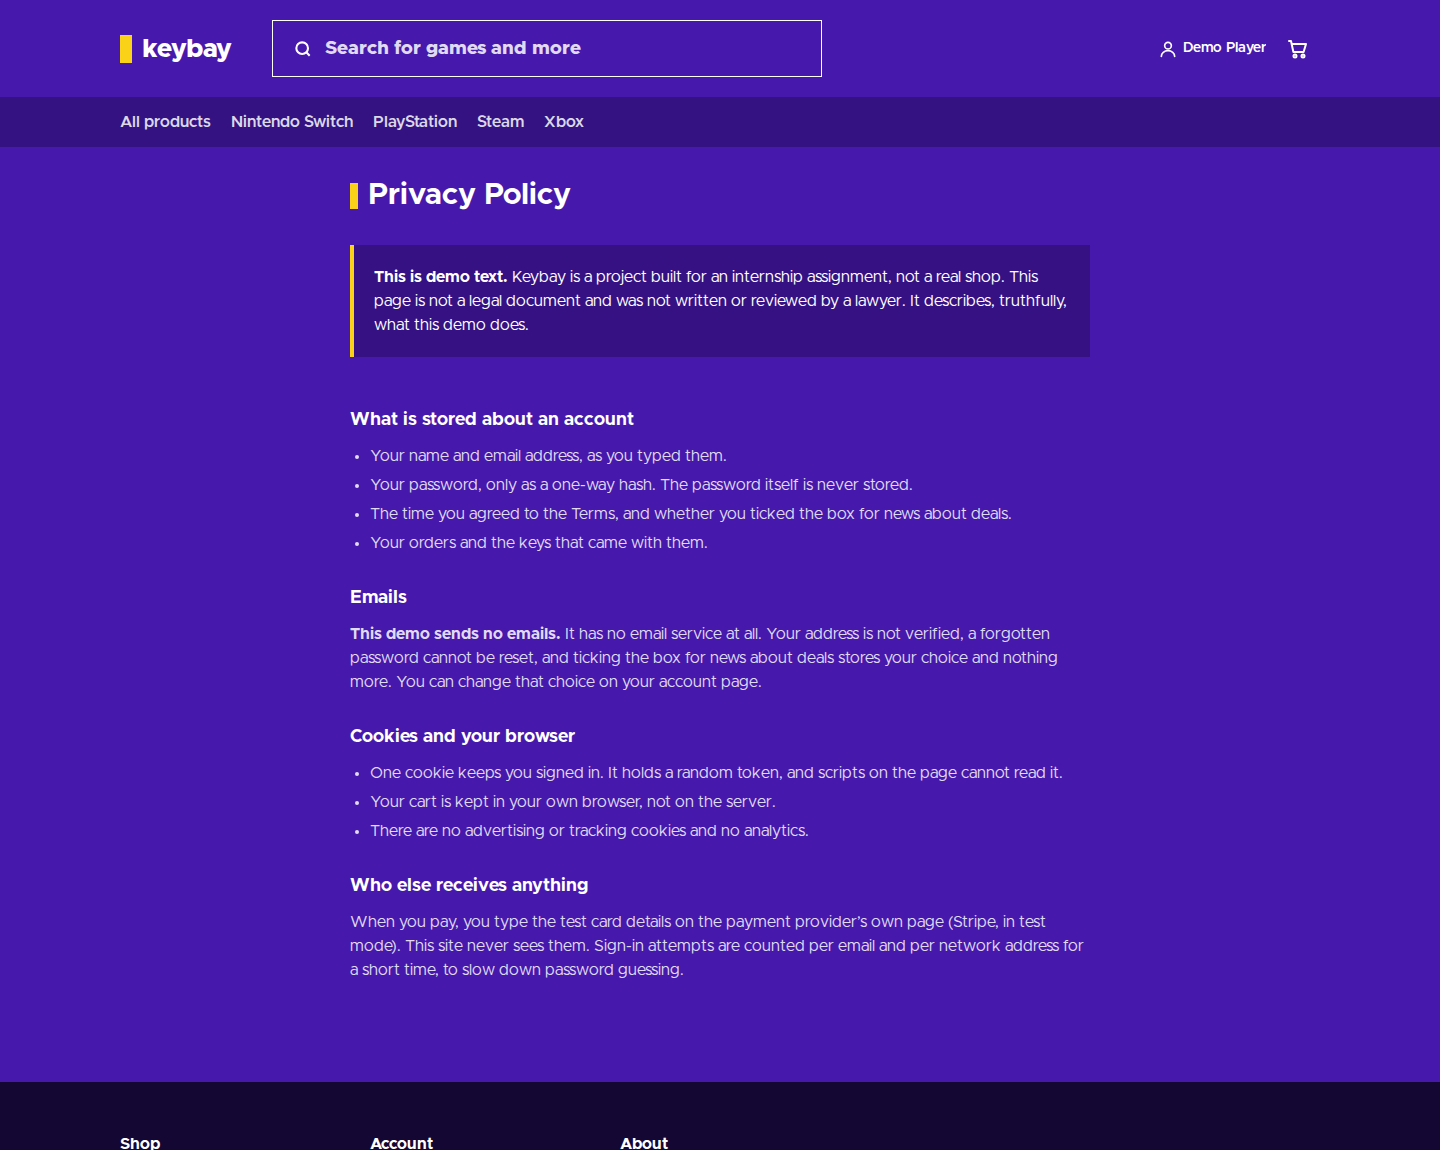 keybay
Search for games and more
Demo Player
All products
Nintendo Switch
PlayStation
Steam
Xbox
Privacy Policy
This is demo text. Keybay is a project built for an internship assignment, not a real shop. This
page is not a legal document and was not written or reviewed by a lawyer. It describes, truthfully,
what this demo does.
What is stored about an account
• Your name and email address, as you typed them.
• Your password, only as a one-way hash. The password itself is never stored.
• The time you agreed to the Terms, and whether you ticked the box for news about deals.
• Your orders and the keys that came with them.
Emails
This demo sends no emails. It has no email service at all. Your address is not verified, a forgotten
password cannot be reset, and ticking the box for news about deals stores your choice and nothing
more. You can change that choice on your account page.
Cookies and your browser
• One cookie keeps you signed in. It holds a random token, and scripts on the page cannot read it.
• Your cart is kept in your own browser, not on the server.
• There are no advertising or tracking cookies and no analytics.
Who else receives anything
When you pay, you type the test card details on the payment provider's own page (Stripe, in test
mode). This site never sees them. Sign-in attempts are counted per email and per network address for
a short time, to slow down password guessing.
Shop
Account
About